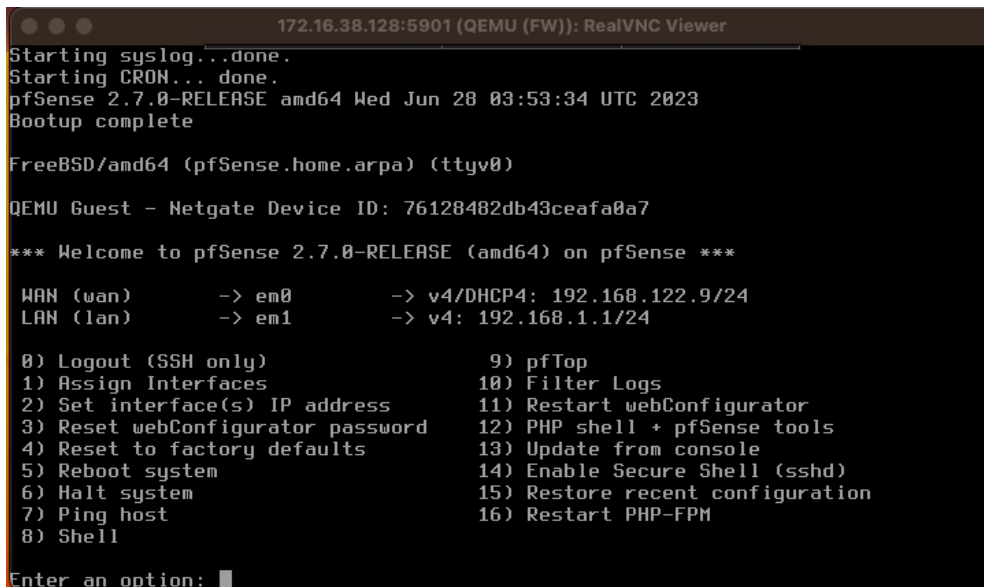 172.16.38.128:5901 (QEMU (FW)): RealVNC Viewer
Starting syslog...done.
Starting CRON... done.
pfSense 2.7.0-RELEASE amd64 Wed Jun 28 03:53:34 UTC 2023
Bootup complete
FreeBSD/amd64 (pfSense.home.arpa) (ttyv0)
QEMU Guest - Netgate Device ID: 76128482db43ceafa0a7
*** Welcome to pfSense 2.7.0-RELEASE (amd64) on pfSense ***
WAN (wan) -> em0 -> v4/DHCP4: 192.168.122.9/24
LAN (lan) -> em1 -> v4: 192.168.1.1/24
0) Logout (SSH only) 9) pfTop
1) Assign Interfaces 10) Filter Logs
2) Set interface(s) IP address 11) Restart webConfigurator
3) Reset webConfigurator password 12) PHP shell + pfSense tools
4) Reset to factory defaults 13) Update from console
5) Reboot system 14) Enable Secure Shell (sshd)
6) Halt system 15) Restore recent configuration
7) Ping host 16) Restart PHP-FPM
8) Shell
Enter an option: